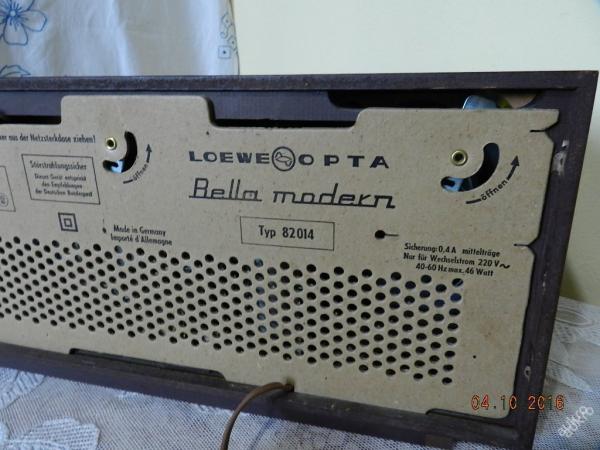 er aus der Netzsteckdose ziehen!
LOEWE OPTA
Störstrahlungssicher
Dieses Gerät entspricht
den Empfehlungen
der Deutschen Bundespost
öffnen
öffnen
Bella modern
Made in Germany
Importé d'Allemagne
Typ 82014
Sicherung: 0,4 A mittelträge
Nur für Wechselstrom 220 V~
40-60 Hz max. 46 Watt
04.10.2016